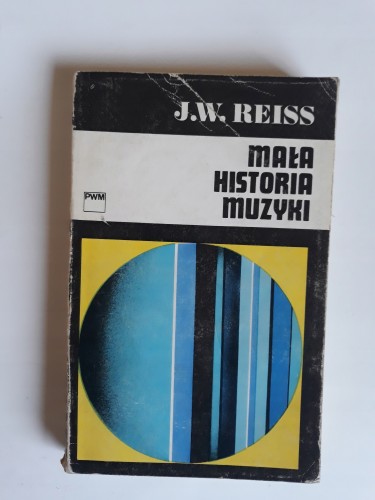 J.W. REISS
MAŁA
HISTORIA
MUZYKI
PWM